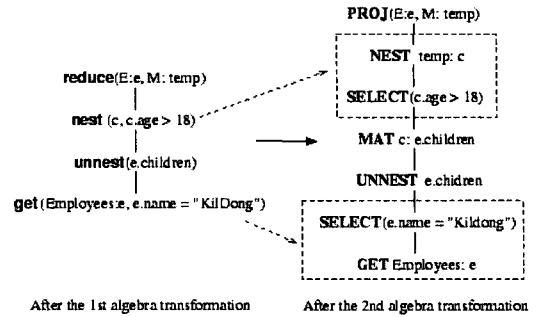 reduce(E:e, M: temp)
nest (c, c.age > 18)
unnest(e.children)
get (Employees:e, e.name = "KilDong")
After the 1st algebra transformation
PROJ(E:e, M: temp)
NEST temp: c
SELECT(c.age > 18)
MAT c: e.children
UNNEST e.chidren
SELECT(e.name = "Kildong")
GET Employees: e
After the 2nd algebra transformation